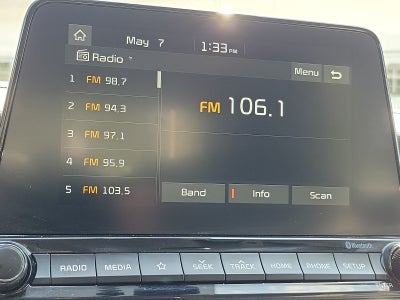 May 7 1:33 PM
Radio
Menu
1 FM 98.7
2 FM 94.3
3 FM 97.1
4 FM 95.9
5 FM 103.5
FM 106.1
Band Info Scan
Bluetooth
RADIO MEDIA SEEK TRACK HOME PHONE SETUP